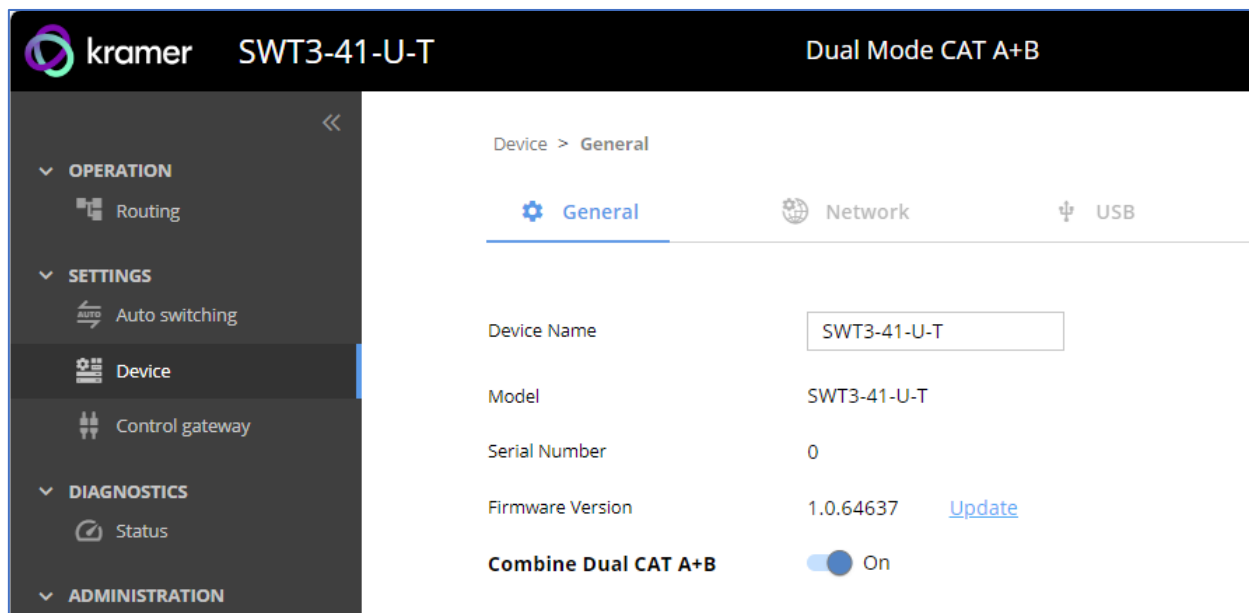 kramer SWT3-41-U-T Dual Mode CAT A+B
OPERATION
Routing
SETTINGS
AUTO Auto switching
Device
Control gateway
DIAGNOSTICS
Status
ADMINISTRATION
Device > General
General Network USB
Device Name SWT3-41-U-T
Model SWT3-41-U-T
Serial Number 0
Firmware Version 1.0.64637 Update
Combine Dual CAT A+B On